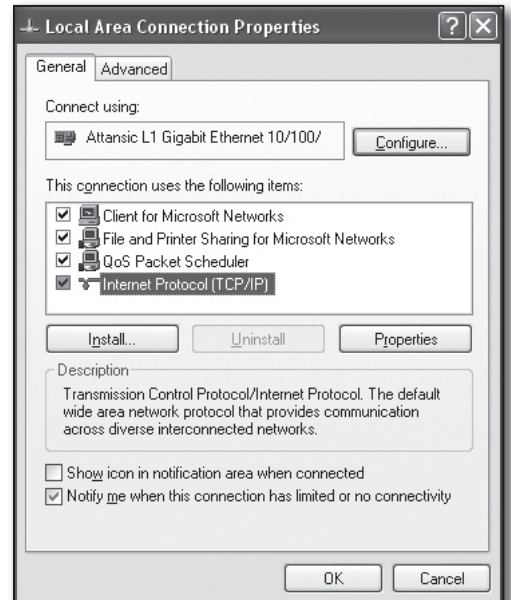 Local Area Connection Properties
General
Advanced
Connect using:
Attansic L1 Gigabit Ethernet 10/100/
Configure...
This connection uses the following items:
Client for Microsoft Networks
File and Printer Sharing for Microsoft Networks
QoS Packet Scheduler
Internet Protocol (TCP/IP)
Install...
Uninstall
Properties
Description
Transmission Control Protocol/Internet Protocol. The default
wide area network protocol that provides communication
across diverse interconnected networks.
Show icon in notification area when connected
Notify me when this connection has limited or no connectivity
OK
Cancel